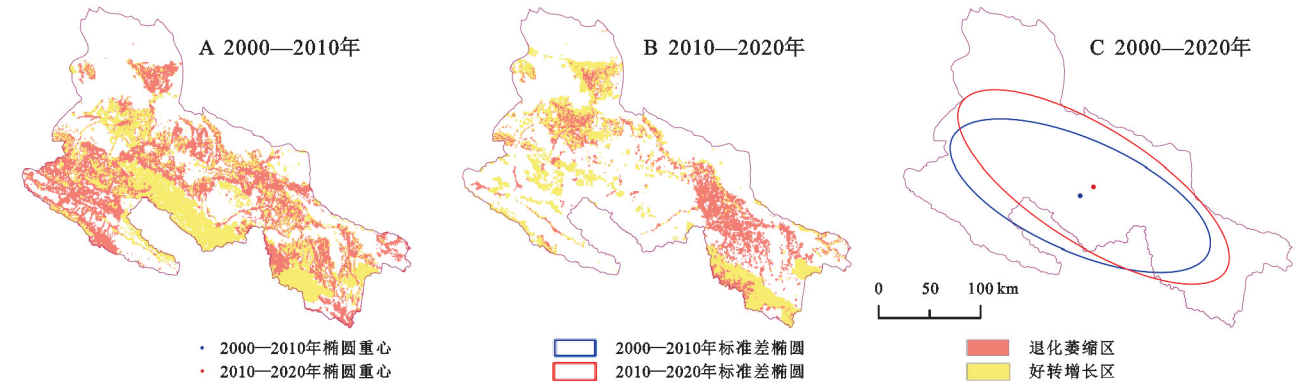 A 2000—2010年
B 2010—2020年
C 2000—2020年
0 50 100 km
2000—2010年椭圆重心
2000—2010年标准差椭圆
退化萎缩区
2010—2020年椭圆重心
2010—2020年标准差椭圆
好转增长区